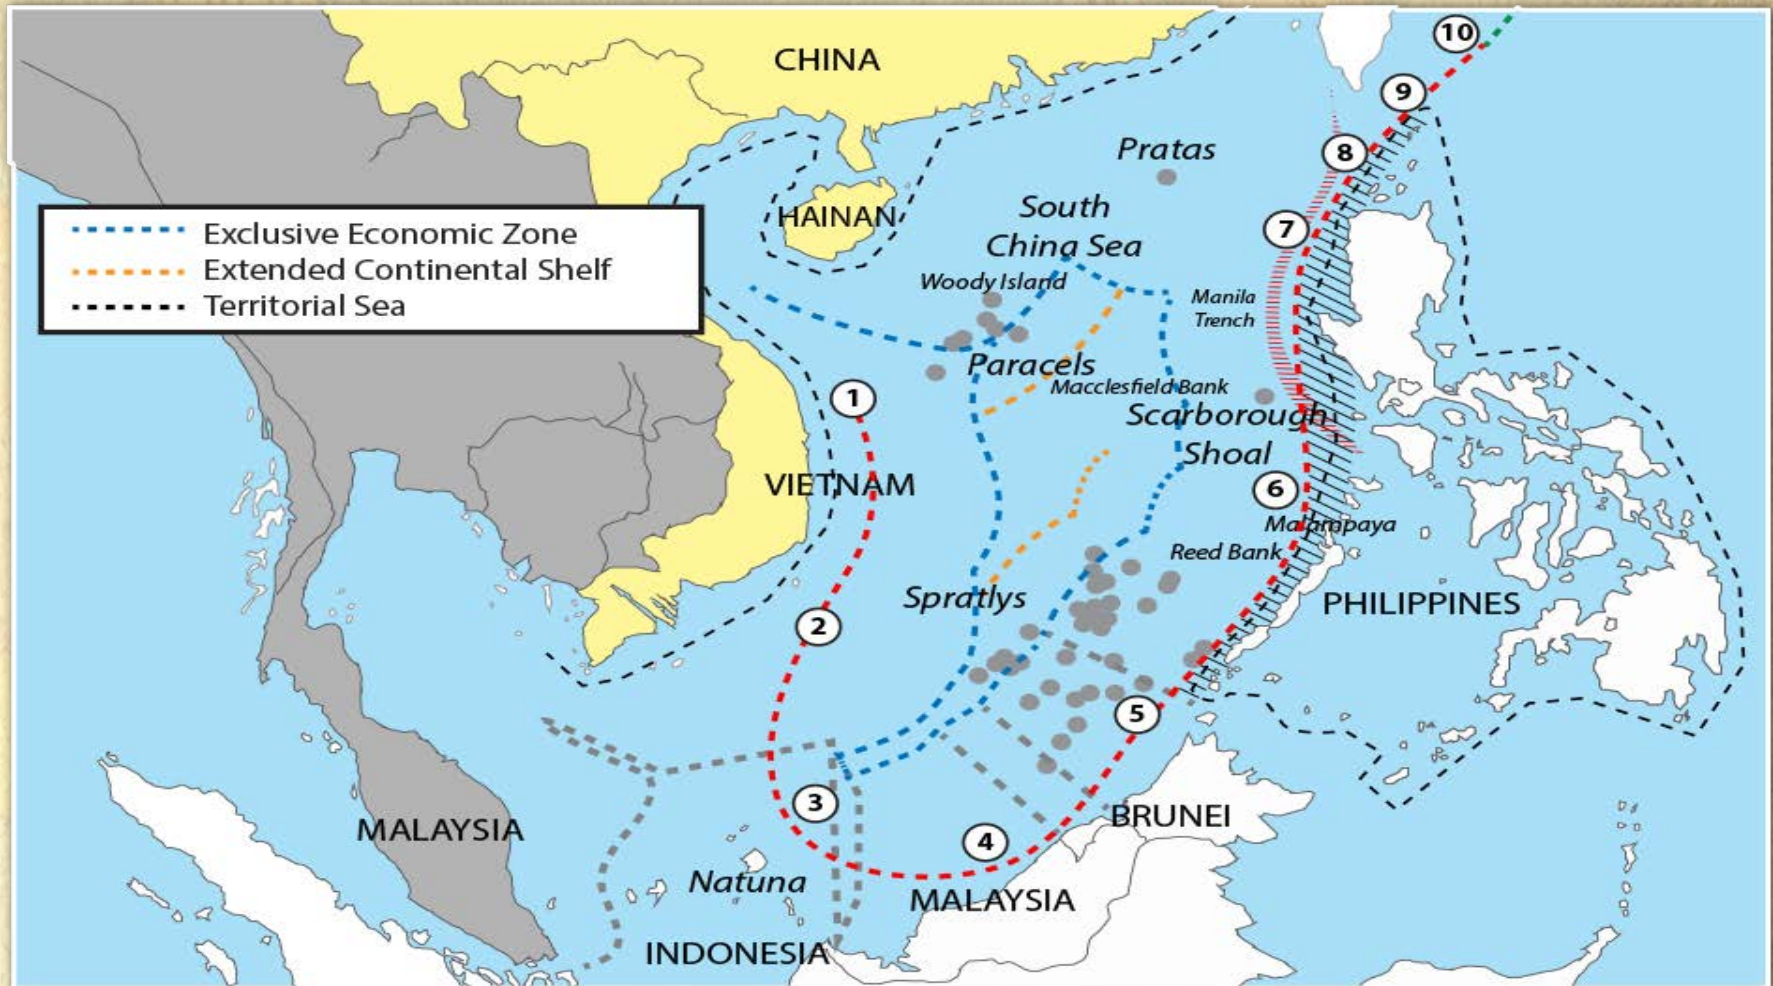 CHINA
10
9
Pratas
8
HAINAN
South
China Sea
7
Exclusive Economic Zone
Extended Continental Shelf
Territorial Sea
Woody Island
Manila
Trench
Paracels
Macclesfield Bank
1
Scarborough
Shoal
VIETNAM
6
Malampaya
Reed Bank
Spratlys
PHILIPPINES
2
5
3
BRUNEI
MALAYSIA
4
Natuna
MALAYSIA
INDONESIA